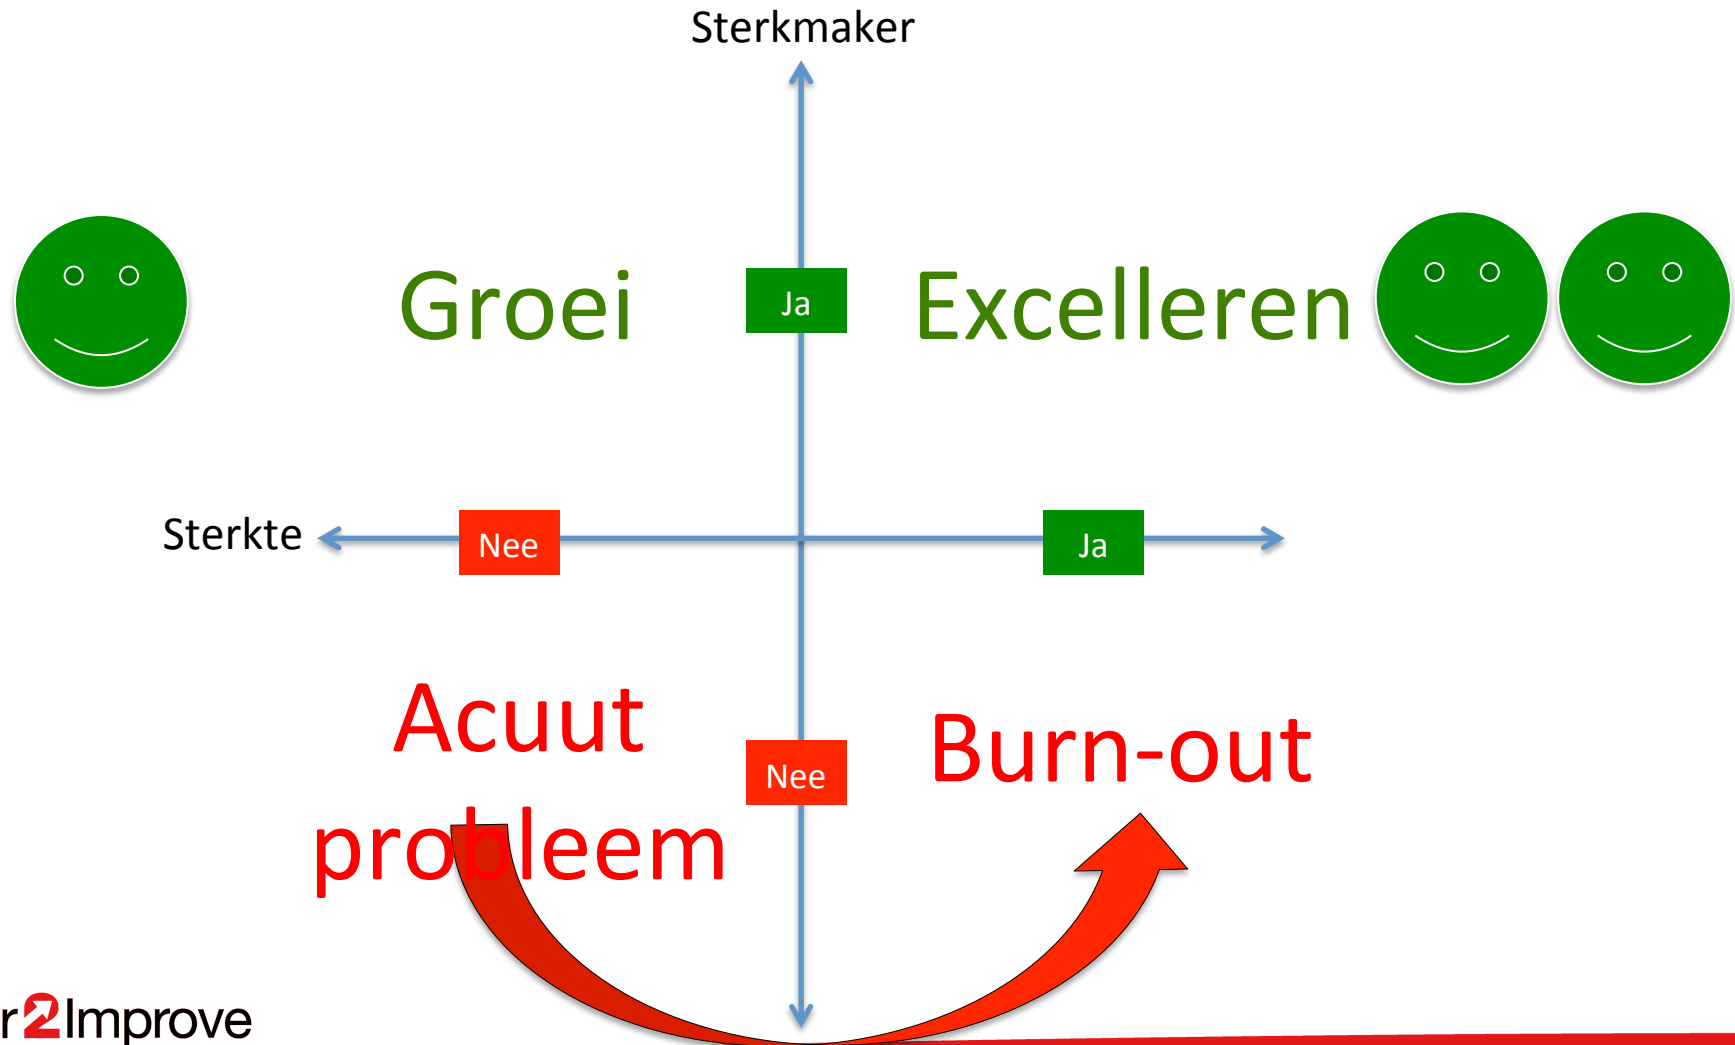 Sterkmaker
Groei
Ja
Excelleren
Sterkte
Nee
Ja
Acuut
probleem
Nee
Burn-out
r2Improve